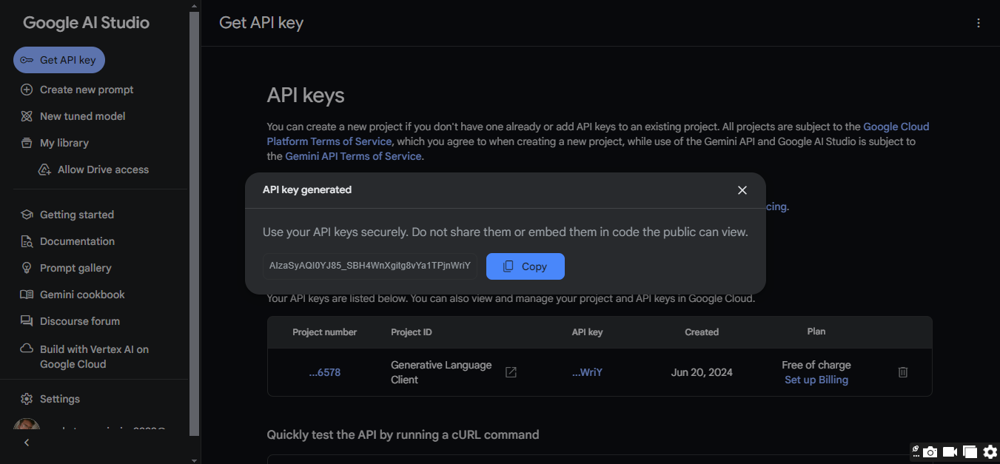 Google AI Studio
Get API key
Create new prompt
New tuned model
My library
Allow Drive access
Getting started
Documentation
Prompt gallery
Gemini cookbook
Discourse forum
Build with Vertex AI on
Google Cloud
Settings
Get API key
API keys
You can create a new project if you don't have one already or add API keys to an existing project. All projects are subject to the Google Cloud
Platform Terms of Service, which you agree to when creating a new project, while use of the Gemini API and Google AI Studio is subject to
the Gemini API Terms of Service.
API key generated
Use your API keys securely. Do not share them or embed them in code the public can view.
Copy
Your API keys are listed below. You can also view and manage your project and API keys in Google Cloud.
Project number Project ID API key Created Plan
...6578 Generative Language ...WriY Jun 20, 2024 Free of charge
Client Set up Billing
Quickly test the API by running a cURL command